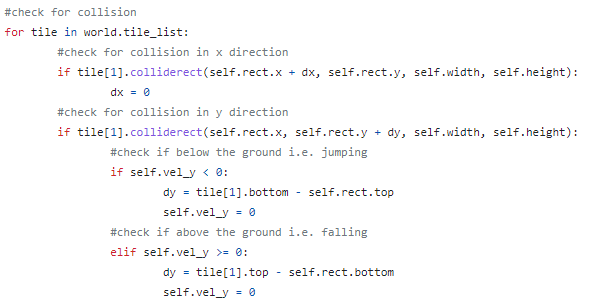 #check for collision
for tile in world.tile_list:
        #check for collision in x direction
        if tile[1].colliderect(self.rect.x + dx, self.rect.y, self.width, self.height):
                dx = 0
        #check for collision in y direction
        if tile[1].colliderect(self.rect.x, self.rect.y + dy, self.width, self.height):
                #check if below the ground i.e. jumping
                if self.vel_y < 0:
                        dy = tile[1].bottom - self.rect.top
                        self.vel_y = 0
                #check if above the ground i.e. falling
                elif self.vel_y >= 0:
                        dy = tile[1].top - self.rect.bottom
                        self.vel_y = 0